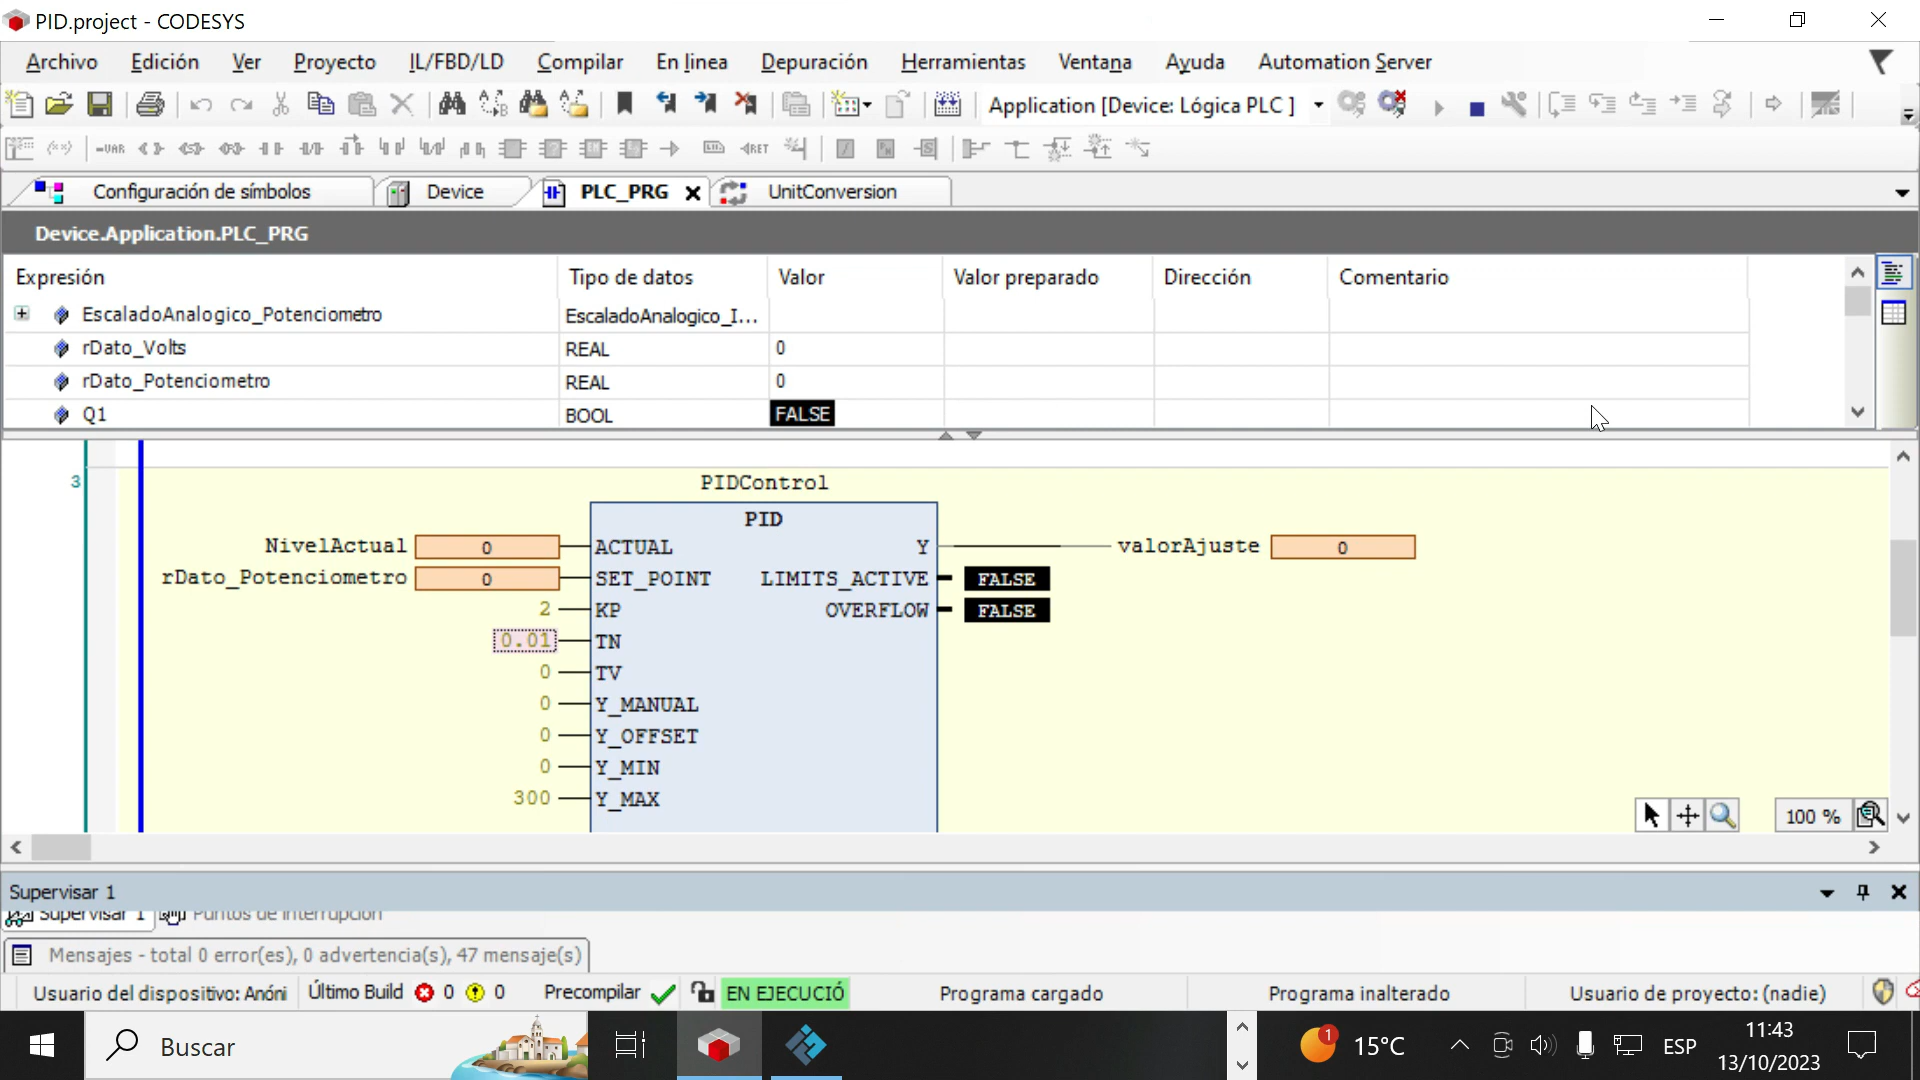 PID.project - CODESYS
Archivo Edición Ver Proyecto IL/FBD/LD Compilar En línea Depuración Herramientas Ventana Ayuda Automation Server
Application [Device: Lógica PLC ]
Configuración de símbolos Device PLC_PRG UnitConversion
Device.Application.PLC_PRG
Expresión Tipo de datos Valor Valor preparado Dirección Comentario
EscaladoAnalogico_Potenciometro EscaladoAnalogico_I...
rDato_Volts REAL 0
rDato_Potenciometro REAL 0
Q1 BOOL FALSE
3
PIDControl
PID
NivelActual 0 ACTUAL Y valorAjuste 0
rDato_Potenciometro 0 SET_POINT LIMITS_ACTIVE FALSE
2 KP OVERFLOW FALSE
0.01 TN
0 TV
0 Y_MANUAL
0 Y_OFFSET
0 Y_MIN
300 Y_MAX
100 %
Supervisar 1
Supervisar 1 Puntos de interrupción
Mensajes - total 0 error(es), 0 advertencia(s), 47 mensaje(s)
Usuario del dispositivo: Anóni Último Build 0 0 Precompilar EN EJECUCIÓ Programa cargado Programa inalterado Usuario de proyecto: (nadie)
Buscar 1 15°C ESP 11:43
13/10/2023